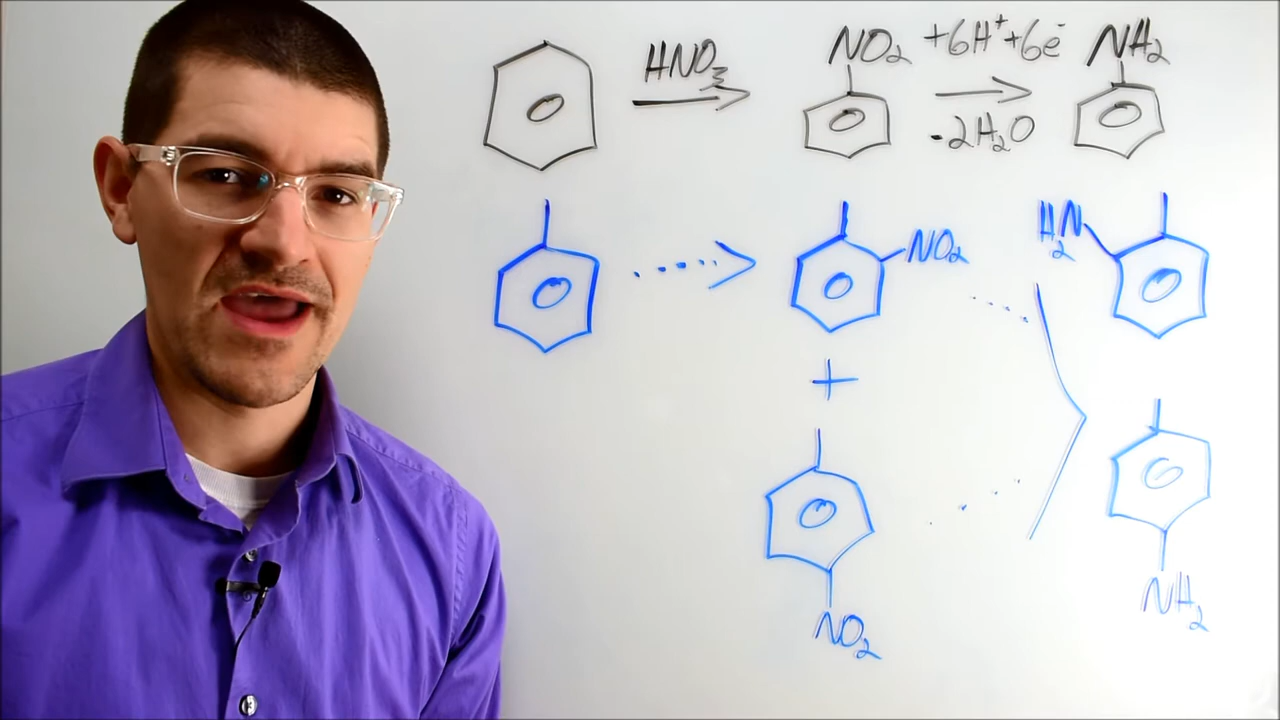 HNO₃
NO₂ +6H⁺+6e⁻ NH₂
-2H₂O
NO₂ H₂N
+
NH₂
NO₂